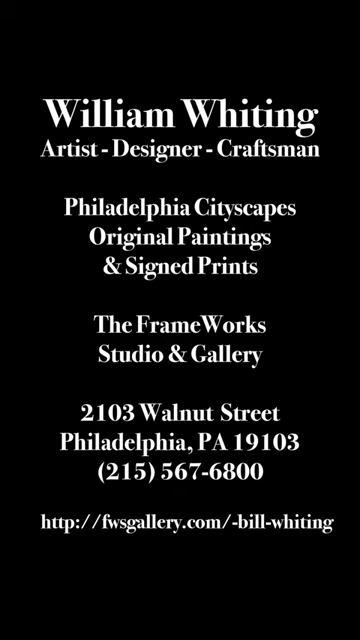 William Whiting
Artist - Designer - Craftsman
Philadelphia Cityscapes
Original Paintings
& Signed Prints
The FrameWorks
Studio & Gallery
2103 Walnut Street
Philadelphia, PA 19103
(215) 567-6800
http://fwsgallery.com/-bill-whiting